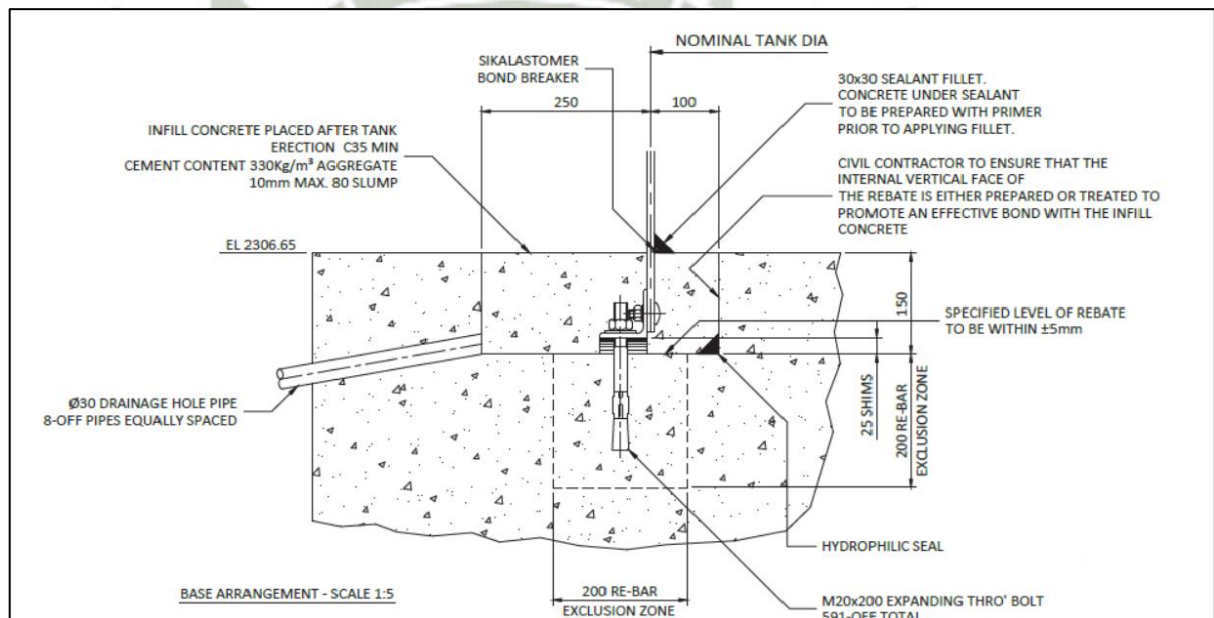 NOMINAL TANK DIA
SIKALASTOMER
BOND BREAKER
30x30 SEALANT FILLET.
CONCRETE UNDER SEALANT
TO BE PREPARED WITH PRIMER
PRIOR TO APPLYING FILLET.
250
100
INFILL CONCRETE PLACED AFTER TANK
ERECTION C35 MIN
CEMENT CONTENT 330Kg/m³ AGGREGATE
10mm MAX. 80 SLUMP
CIVIL CONTRACTOR TO ENSURE THAT THE
INTERNAL VERTICAL FACE OF
THE REBATE IS EITHER PREPARED OR TREATED TO
PROMOTE AN EFFECTIVE BOND WITH THE INFILL
CONCRETE
EL 2306.65
150
SPECIFIED LEVEL OF REBATE
TO BE WITHIN ±5mm
Ø30 DRAINAGE HOLE PIPE
8-OFF PIPES EQUALLY SPACED
25 SHIMS
200 RE-BAR
EXCLUSION ZONE
HYDROPHILIC SEAL
BASE ARRANGEMENT - SCALE 1:5
200 RE-BAR
EXCLUSION ZONE
M20x200 EXPANDING THRO' BOLT
591-OFF TOTAL